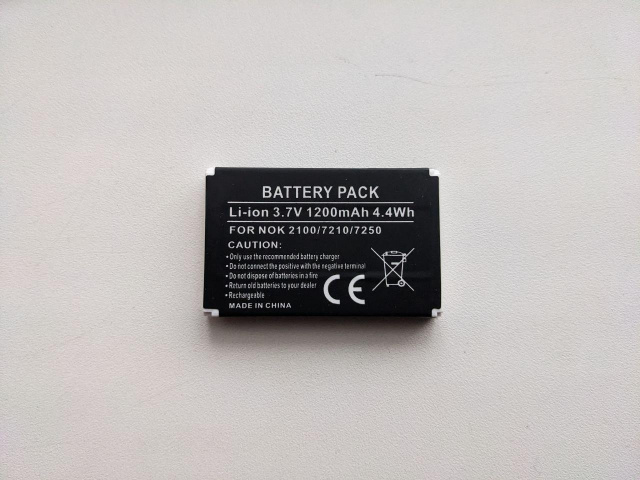 BATTERY PACK
Li-ion 3.7V 1200mAh 4.4Wh
FOR NOK 2100/7210/7250
CAUTION:
• Only use the recommended battery charger
• Do not connect the positive with the negative terminal
• Do not dispose of batteries in a fire
• Return old batteries to your dealer
• Rechargeable
MADE IN CHINA
CE